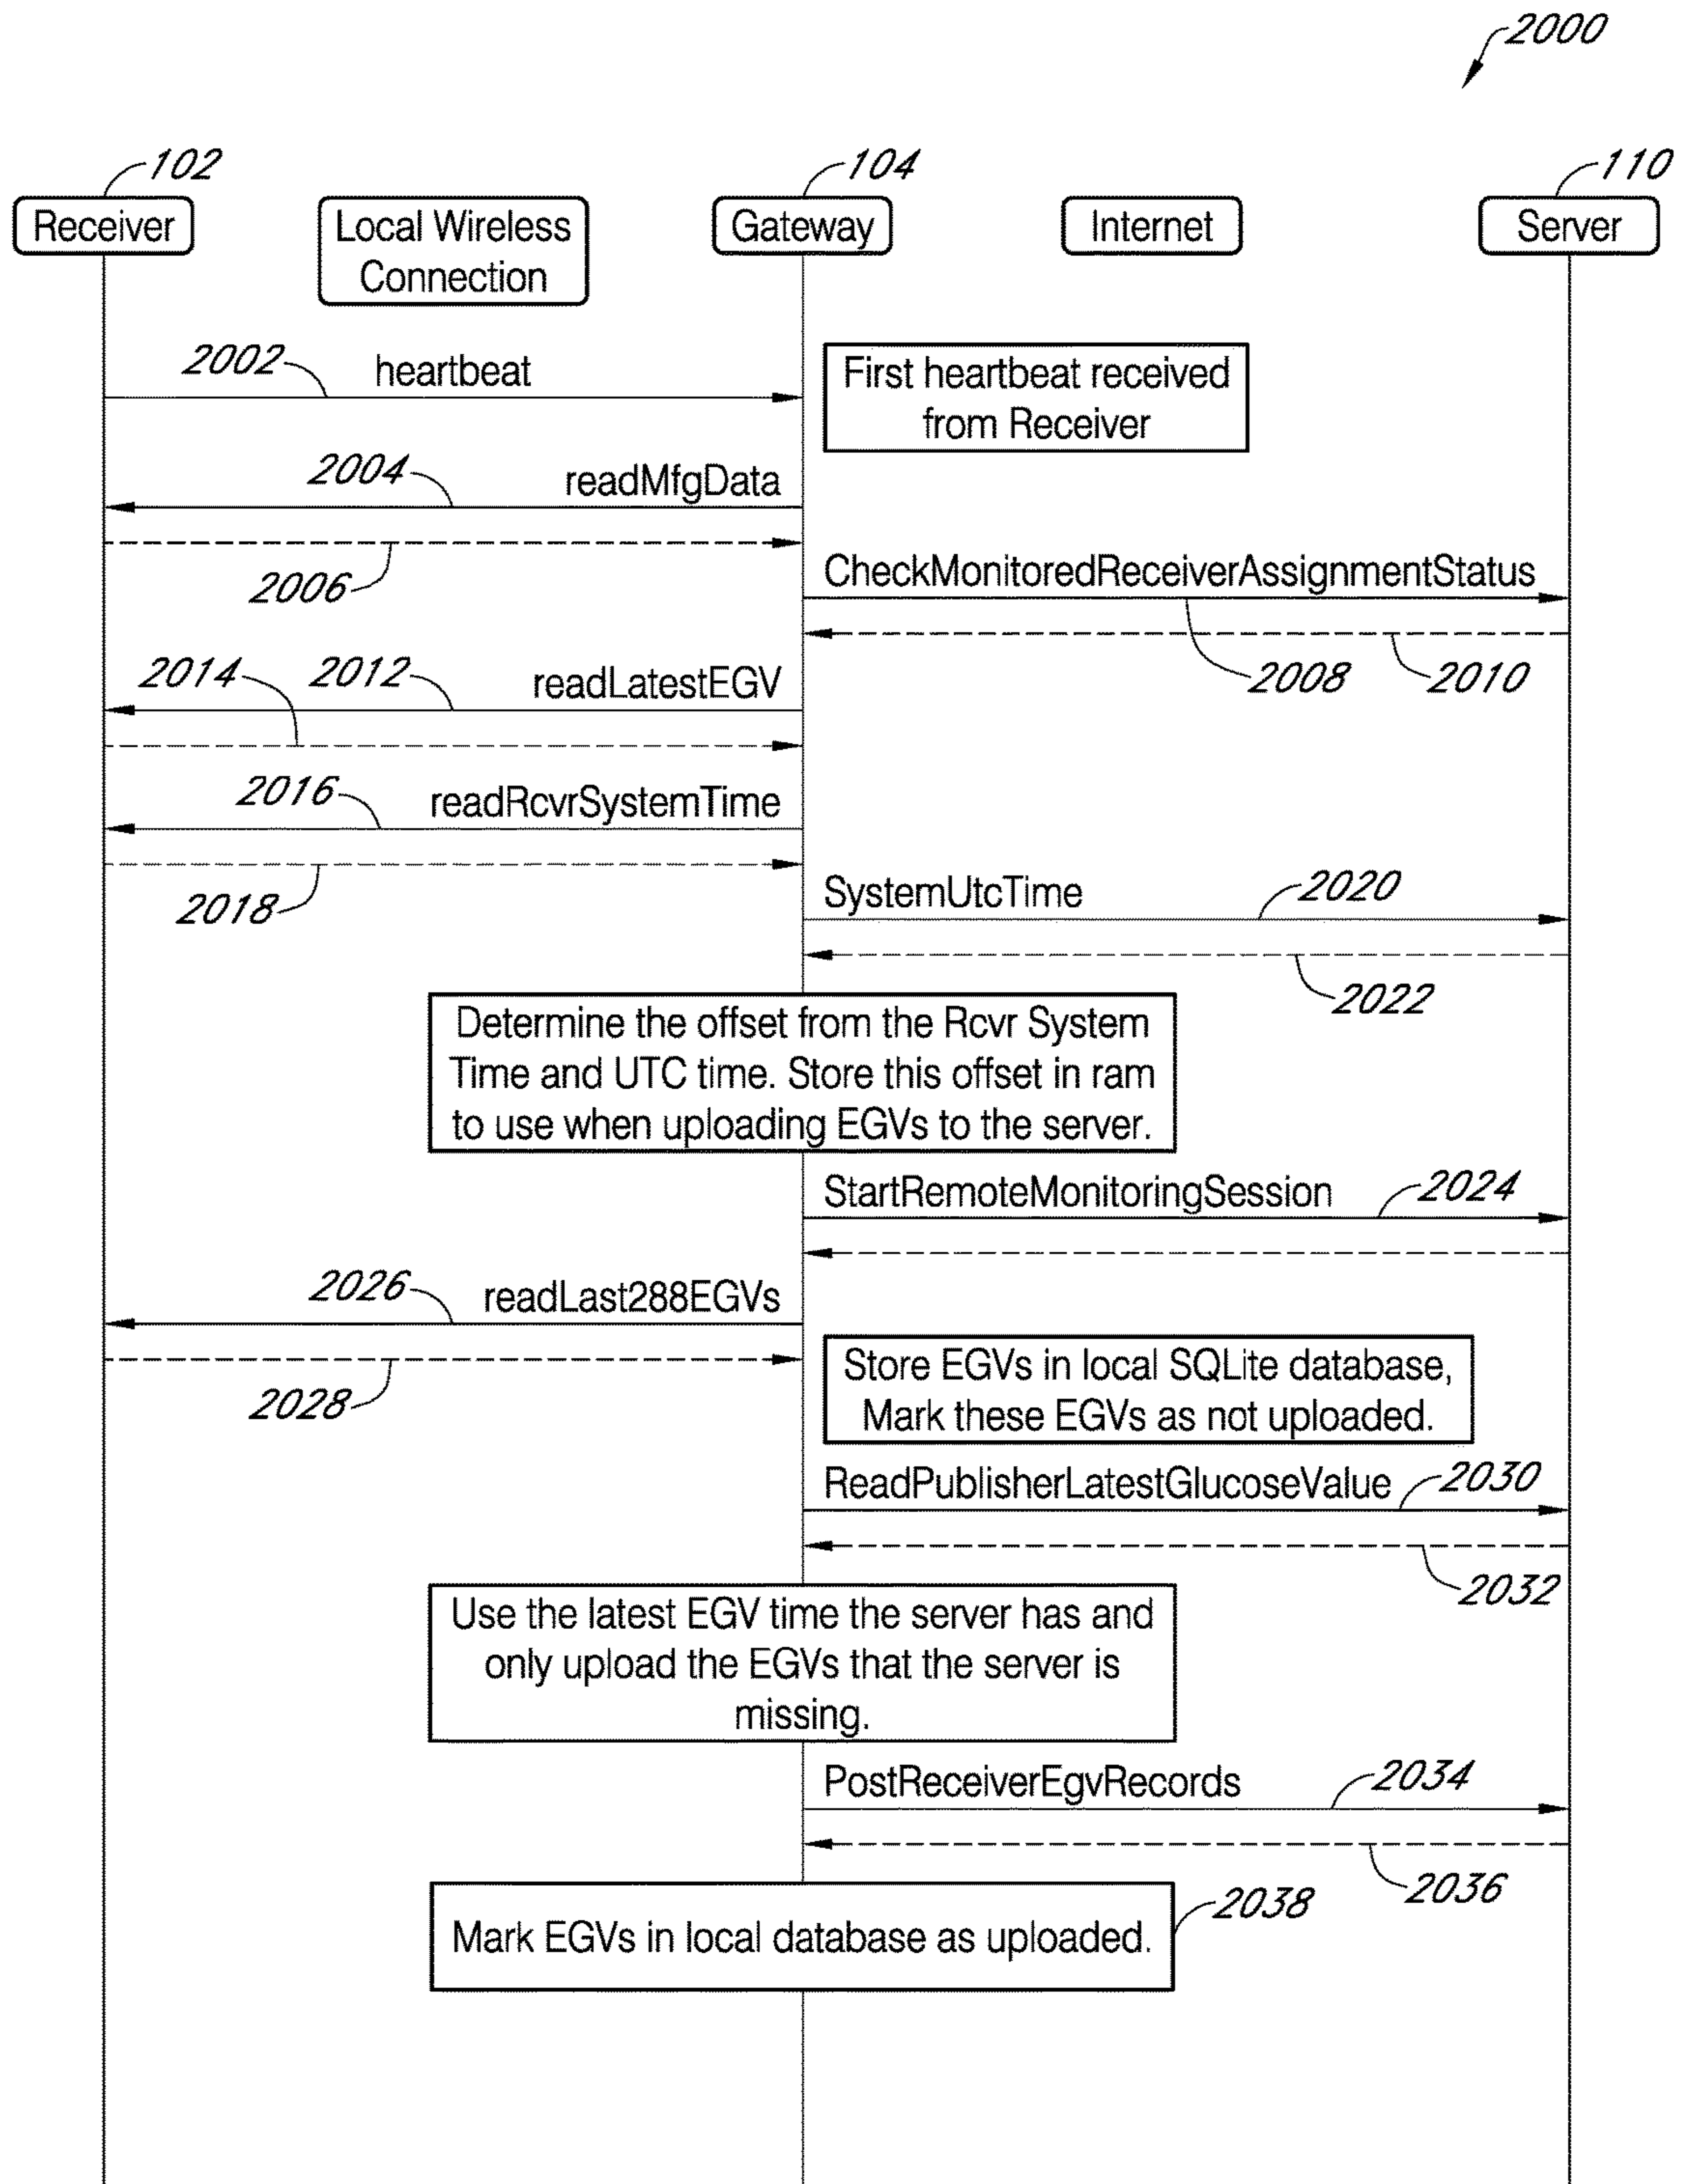 2000
102
104
110
Receiver
Local Wireless
Connection
Gateway
Internet
Server
2002
heartbeat
First heartbeat received
from Receiver
2004
readMfgData
2006
CheckMonitoredReceiverAssignmentStatus
2008
2010
2014
2012
readLatestEGV
2016
readRcvrSystemTime
2018
SystemUtcTime
2020
2022
Determine the offset from the Rcvr System
Time and UTC time. Store this offset in ram
to use when uploading EGVs to the server.
StartRemoteMonitoringSession
2024
2026
readLast288EGVs
2028
Store EGVs in local SQLite database,
Mark these EGVs as not uploaded.
ReadPublisherLatestGlucoseValue
2030
2032
Use the latest EGV time the server has and
only upload the EGVs that the server is
missing.
PostReceiverEgvRecords
2034
2036
Mark EGVs in local database as uploaded.
2038